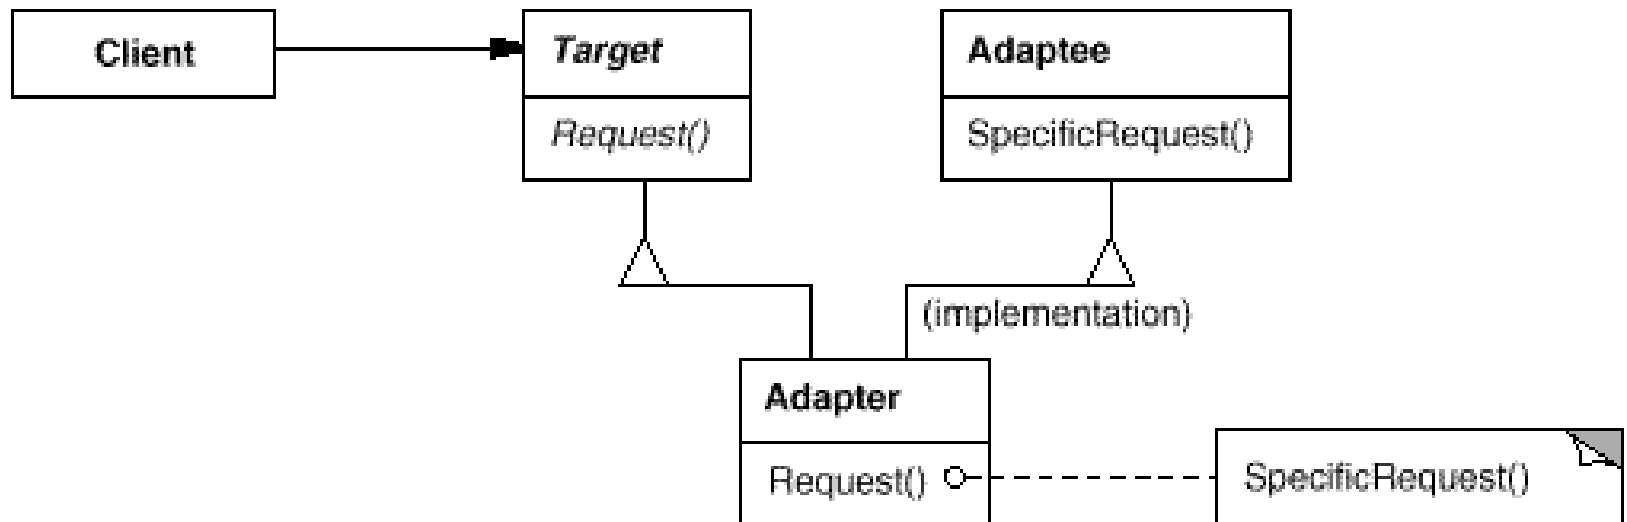 Client
Target
Adaptee
Request()
SpecificRequest()
(implementation)
Adapter
Request()
SpecificRequest()